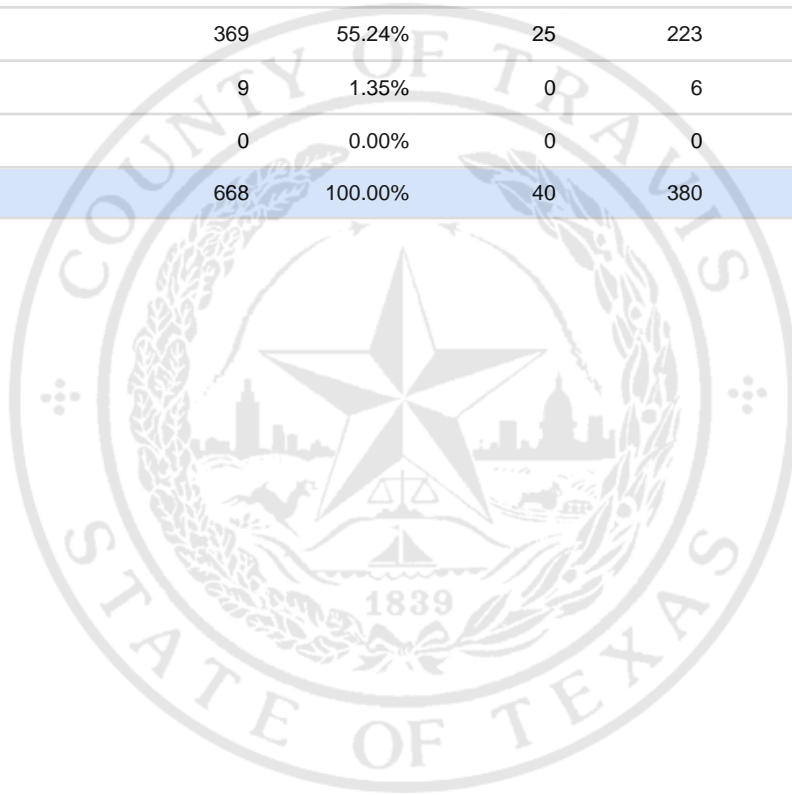 369 55.24% 25 223
9 1.35% 0 6
0 0.00% 0 0
668 100.00% 40 380
COUNTY OF TRAVIS
1839
STATE OF TEXAS